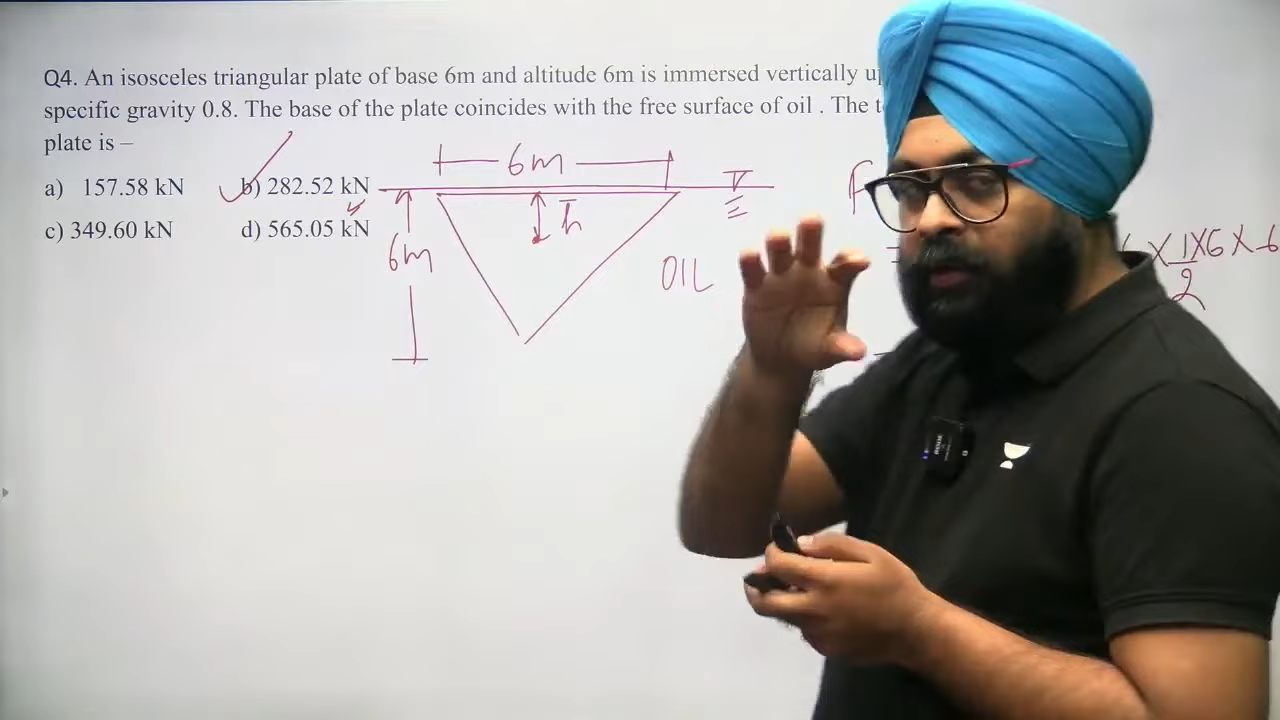 Q4. An isosceles triangular plate of base 6m and altitude 6m is immersed vertically
specific gravity 0.8. The base of the plate coincides with the free surface of oil . The
plate is –
a) 157.58 kN b) 282.52 kN
c) 349.60 kN d) 565.05 kN
6m
h̅
6m
OIL
F
=
X 1 X 6 X 6
2